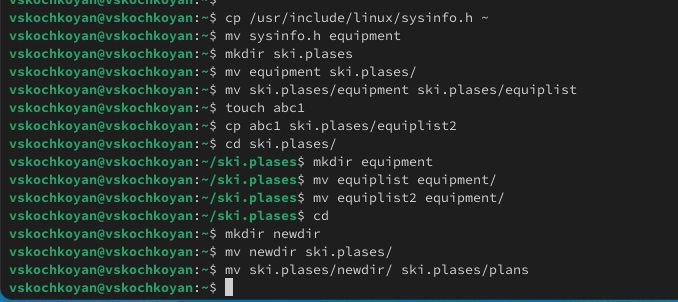 vskochkoyan@vskochkoyan:~$ cp /usr/include/linux/sysinfo.h ~
vskochkoyan@vskochkoyan:~$ mv sysinfo.h equipment
vskochkoyan@vskochkoyan:~$ mkdir ski.plases
vskochkoyan@vskochkoyan:~$ mv equipment ski.plases/
vskochkoyan@vskochkoyan:~$ mv ski.plases/equipment ski.plases/equiplist
vskochkoyan@vskochkoyan:~$ touch abc1
vskochkoyan@vskochkoyan:~$ cp abc1 ski.plases/equiplist2
vskochkoyan@vskochkoyan:~$ cd ski.plases/
vskochkoyan@vskochkoyan:~/ski.plases$ mkdir equipment
vskochkoyan@vskochkoyan:~/ski.plases$ mv equiplist equipment/
vskochkoyan@vskochkoyan:~/ski.plases$ mv equiplist2 equipment/
vskochkoyan@vskochkoyan:~/ski.plases$ cd
vskochkoyan@vskochkoyan:~$ mkdir newdir
vskochkoyan@vskochkoyan:~$ mv newdir ski.plases/
vskochkoyan@vskochkoyan:~$ mv ski.plases/newdir/ ski.plases/plans
vskochkoyan@vskochkoyan:~$